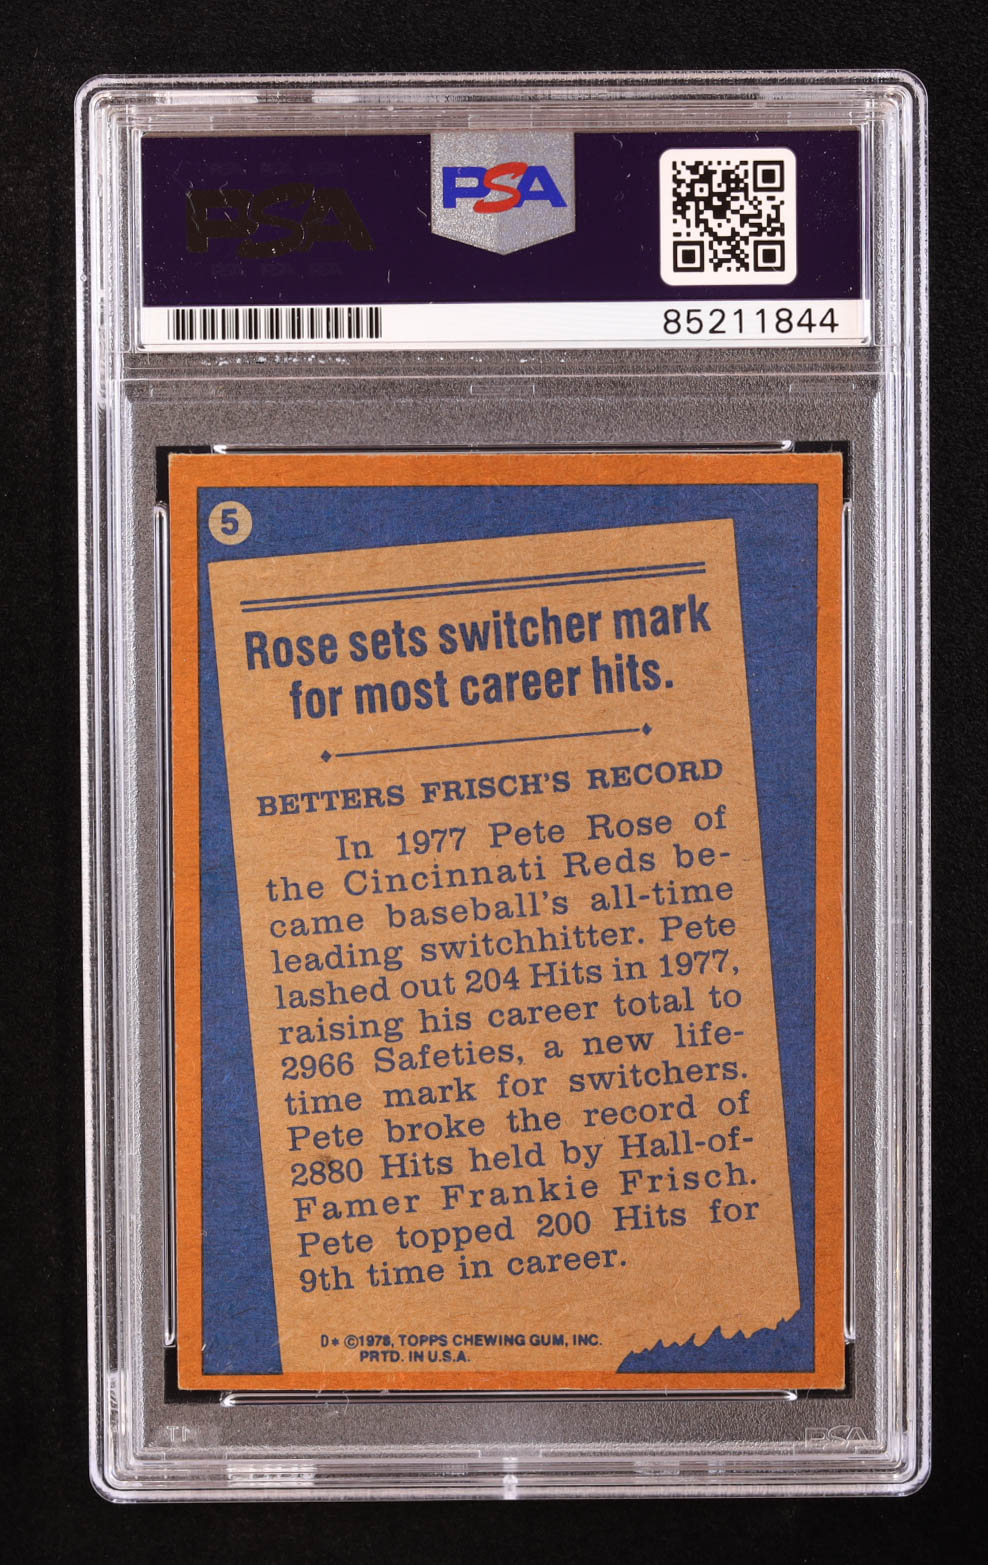 PSA
PSA
85211844
5
Rose sets switcher mark
for most career hits.
BETTERS FRISCH'S RECORD
In 1977 Pete Rose of
the Cincinnati Reds be-
came baseball's all-time
leading switchhitter. Pete
lashed out 204 Hits in 1977,
raising his career total to
2966 Safeties, a new life-
time mark for switchers.
Pete broke the record of
2880 Hits held by Hall-of-
Famer Frankie Frisch.
Pete topped 200 Hits for
9th time in career.
D* ©1978, TOPPS CHEWING GUM, INC.
PRTD. IN U.S.A.
PSA